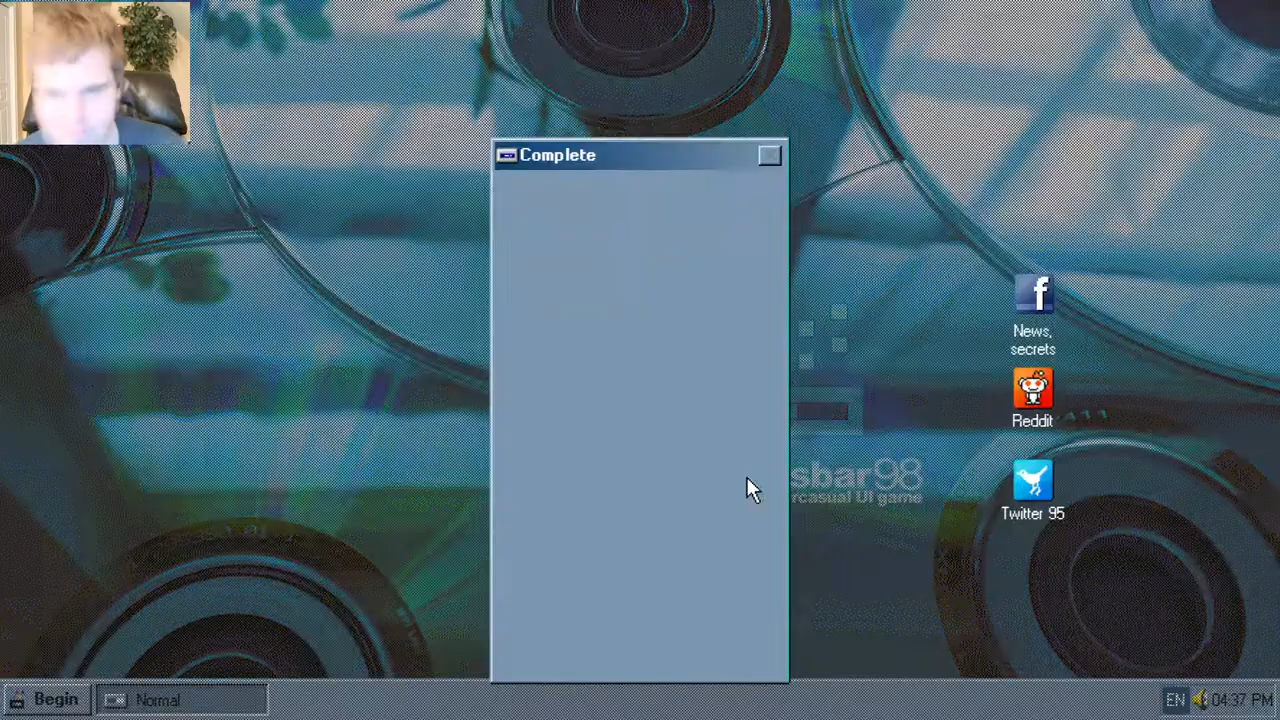 Complete
News,
secrets
Reddit
sbar98
rcasual UI game
Twitter 95
Begin
Normal
EN
04:37 PM